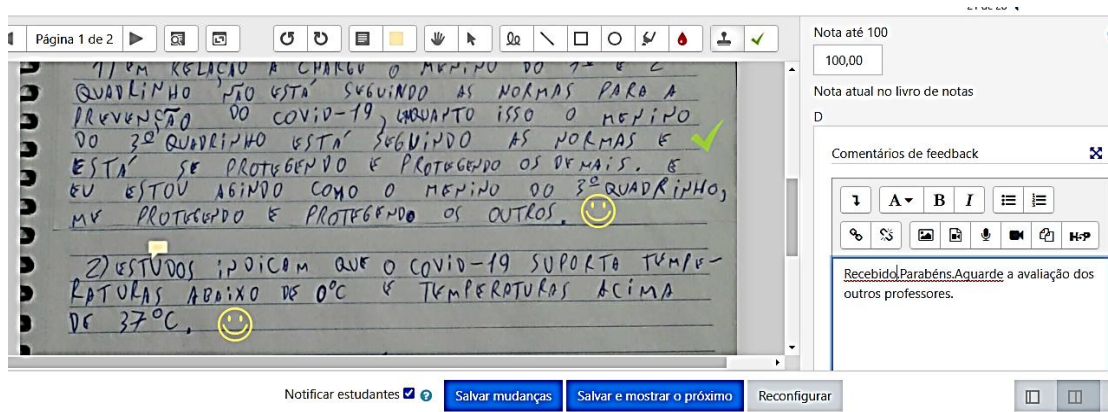 Página 1 de 2
1) EM RELAÇÃO A CHARGE O MENINO DO 1º E 2
QUADRINHO NÃO ESTÁ SEGUINDO AS NORMAS PARA A
PREVENÇÃO DO COVID-19, ENQUANTO ISSO O MENINO
DO 3º QUADRINHO ESTÁ SEGUINDO AS NORMAS E
ESTÁ SE PROTEGENDO E PROTEGENDO OS DEMAIS. E
EU ESTOU AGINDO COMO O MENINO DO 3º QUADRINHO,
ME PROTEGENDO E PROTEGENDO OS OUTROS.
2) ESTUDOS INDICAM QUE O COVID-19 SUPORTA TEMPE-
RATURAS ABAIXO DE 0°C E TEMPERATURAS ACIMA
DE 37°C.
Nota até 100
100,00
Nota atual no livro de notas
D
Comentários de feedback
A B I
H5P
Recebido.Parabéns.Aguarde a avaliação dos
outros professores.
Notificar estudantes
Salvar mudanças
Salvar e mostrar o próximo
Reconfigurar